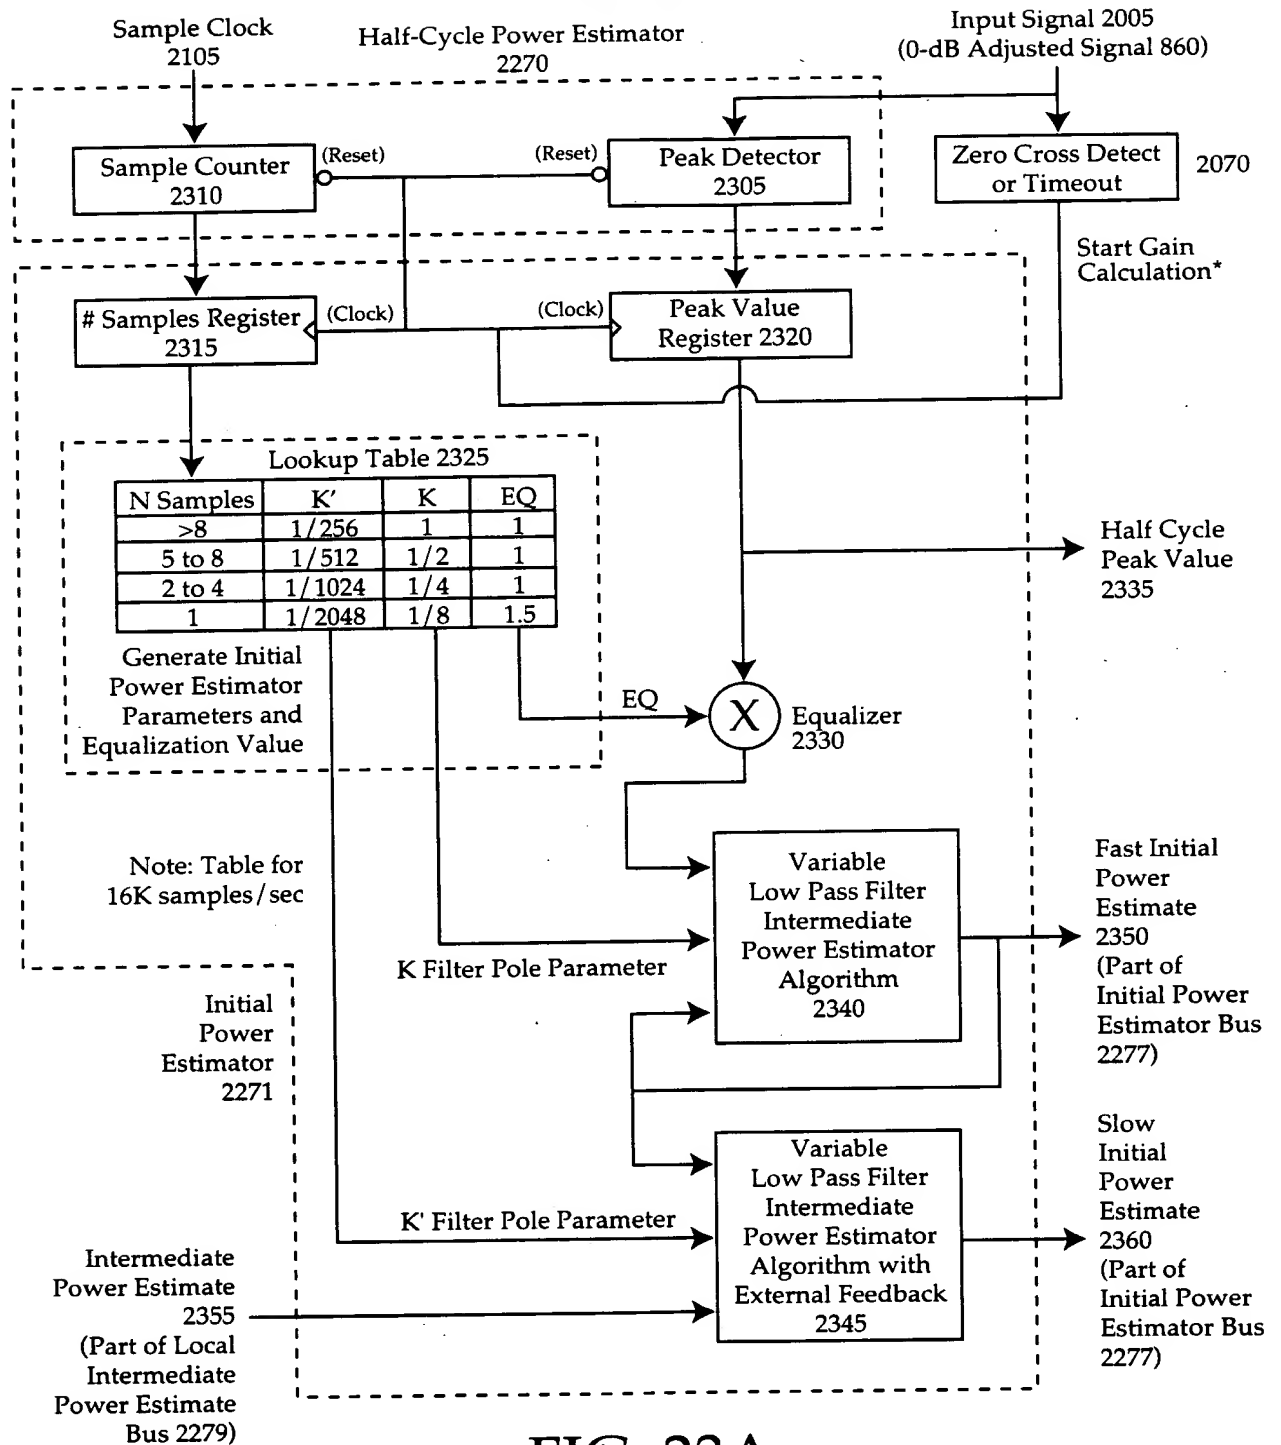 Sample Clock
2105
Half-Cycle Power Estimator
2270
Input Signal 2005
(0-dB Adjusted Signal 860)
Sample Counter
2310
(Reset)
(Reset)
Peak Detector
2305
Zero Cross Detect
or Timeout
2070
Start Gain
Calculation*
# Samples Register
2315
(Clock)
(Clock)
Peak Value
Register 2320
Lookup Table 2325
N Samples K' K EQ
>8 1/256 1 1
5 to 8 1/512 1/2 1
2 to 4 1/1024 1/4 1
1 1/2048 1/8 1.5
Half Cycle
Peak Value
2335
Generate Initial
Power Estimator
Parameters and
Equalization Value
EQ
X
Equalizer
2330
Note: Table for
16K samples/sec
Variable
Low Pass Filter
Intermediate
Power Estimator
Algorithm
2340
Fast Initial
Power
Estimate
2350
(Part of
Initial Power
Estimator Bus
2277)
K Filter Pole Parameter
Initial
Power
Estimator
2271
Variable
Low Pass Filter
Intermediate
Power Estimator
Algorithm with
External Feedback
2345
Slow
Initial
Power
Estimate
2360
(Part of
Initial Power
Estimator Bus
2277)
K' Filter Pole Parameter
Intermediate
Power Estimate
2355
(Part of Local
Intermediate
Power Estimate
Bus 2279)